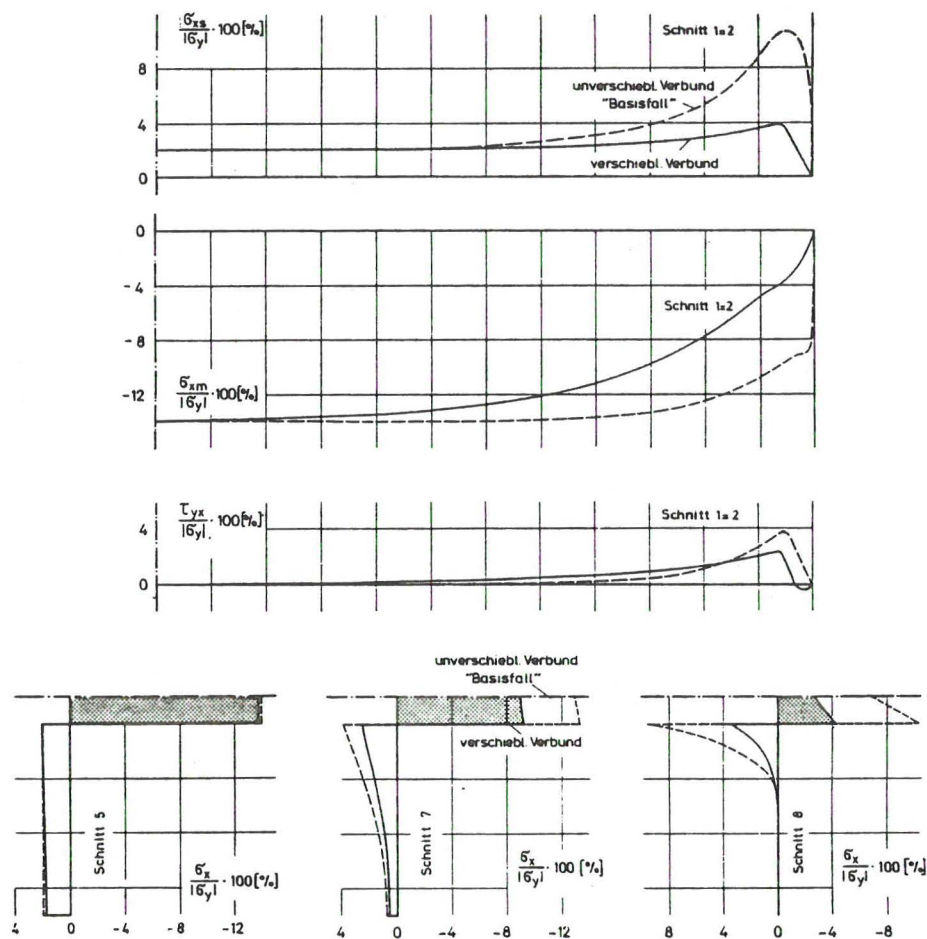 σxs/|σy| · 100 [%]
Schnitt 1=2
8
unverschiebl. Verbund
"Basisfall"
4
verschiebl. Verbund
0
0
-4
Schnitt 1=2
-8
σxm/|σy| · 100 [%]
-12
τyx/|σy| · 100 [%]
Schnitt 1=2
4
0
unverschiebl. Verbund
"Basisfall"
verschiebl. Verbund
Schnitt 5
σx/|σy| · 100 [%]
Schnitt 7
σx/|σy| · 100 [%]
Schnitt 8
σx/|σy| · 100 [%]
4 0 -4 -8 -12
4 0 -4 -8 -12
8 4 0 -4 -8